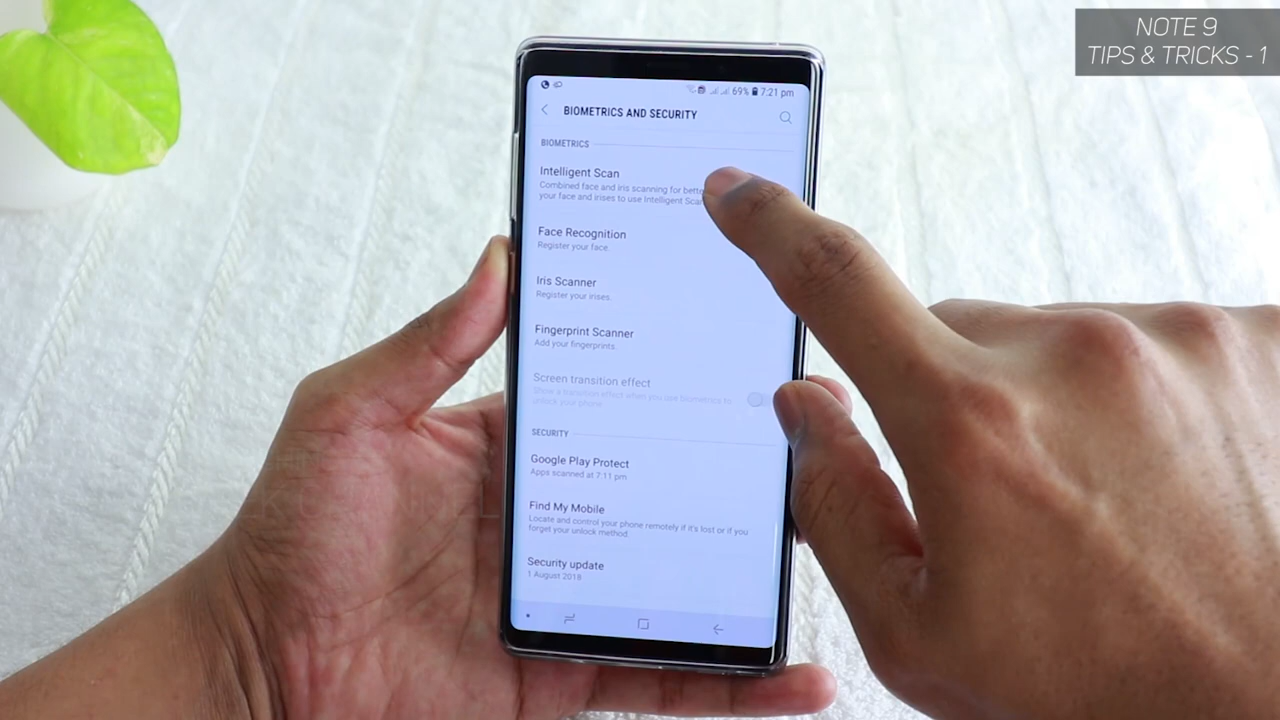 NOTE 9
TIPS & TRICKS - 1
69% 7:21 pm
BIOMETRICS AND SECURITY
BIOMETRICS
Intelligent Scan
Combined face and iris scanning for
your face and irises to use Intelligent
Face Recognition
Register your face.
Iris Scanner
Register your irises.
Fingerprint Scanner
Add your fingerprints.
Screen transition effect
Show a transition effect when you use biometrics to
unlock your phone.
SECURITY
Google Play Protect
Apps scanned at 7:11 pm
Find My Mobile
Locate and control your phone remotely if it's lost or if you
forget your unlock method.
Security update
1 August 2018